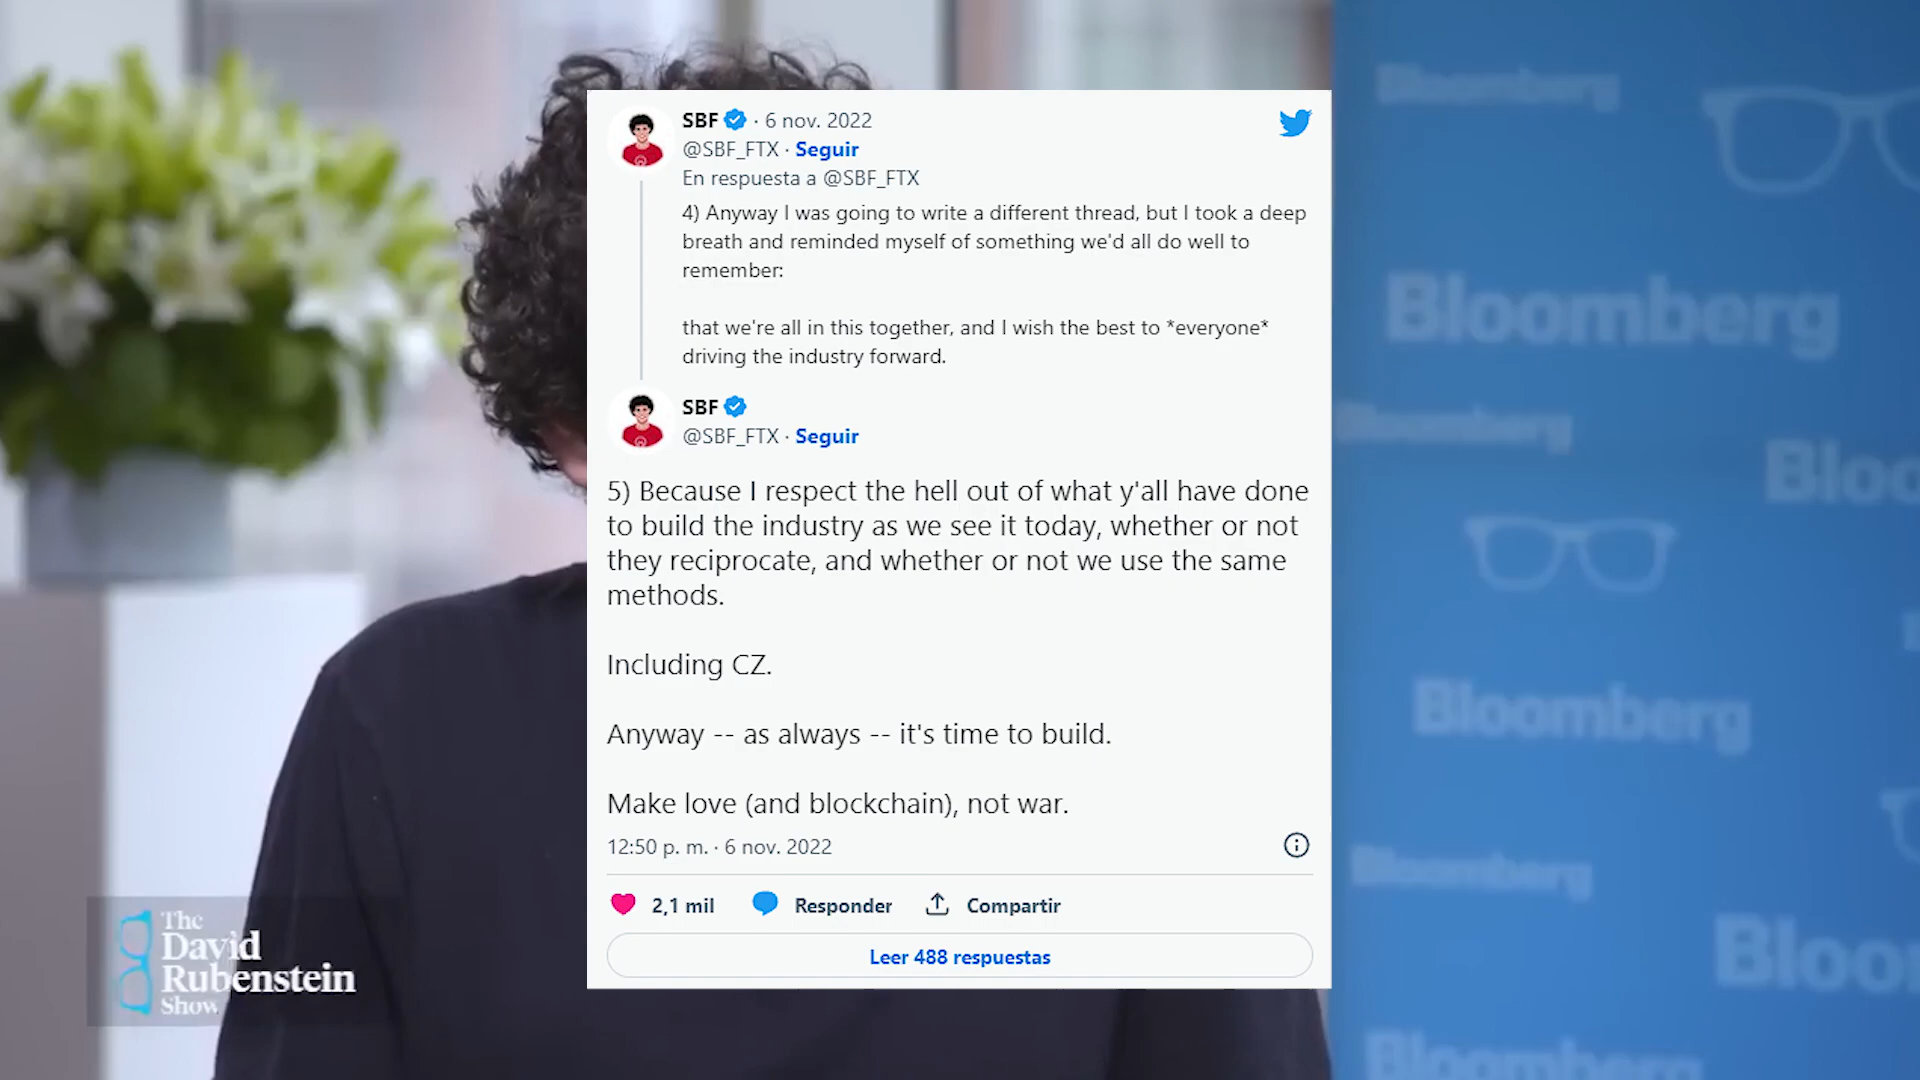 SBF · 6 nov. 2022
@SBF_FTX · Seguir
En respuesta a @SBF_FTX
4) Anyway I was going to write a different thread, but I took a deep
breath and reminded myself of something we'd all do well to
remember:
that we're all in this together, and I wish the best to *everyone*
driving the industry forward.
SBF
@SBF_FTX · Seguir
5) Because I respect the hell out of what y'all have done
to build the industry as we see it today, whether or not
they reciprocate, and whether or not we use the same
methods.
Including CZ.
Anyway -- as always -- it's time to build.
Make love (and blockchain), not war.
12:50 p. m. · 6 nov. 2022
2,1 mil Responder Compartir
Leer 488 respuestas
The
David
Rubenstein
Show
Bloomberg
Bloomberg
Bloomberg
Bloo
Bloomberg
Bloomberg
Bloo
Bloomberg